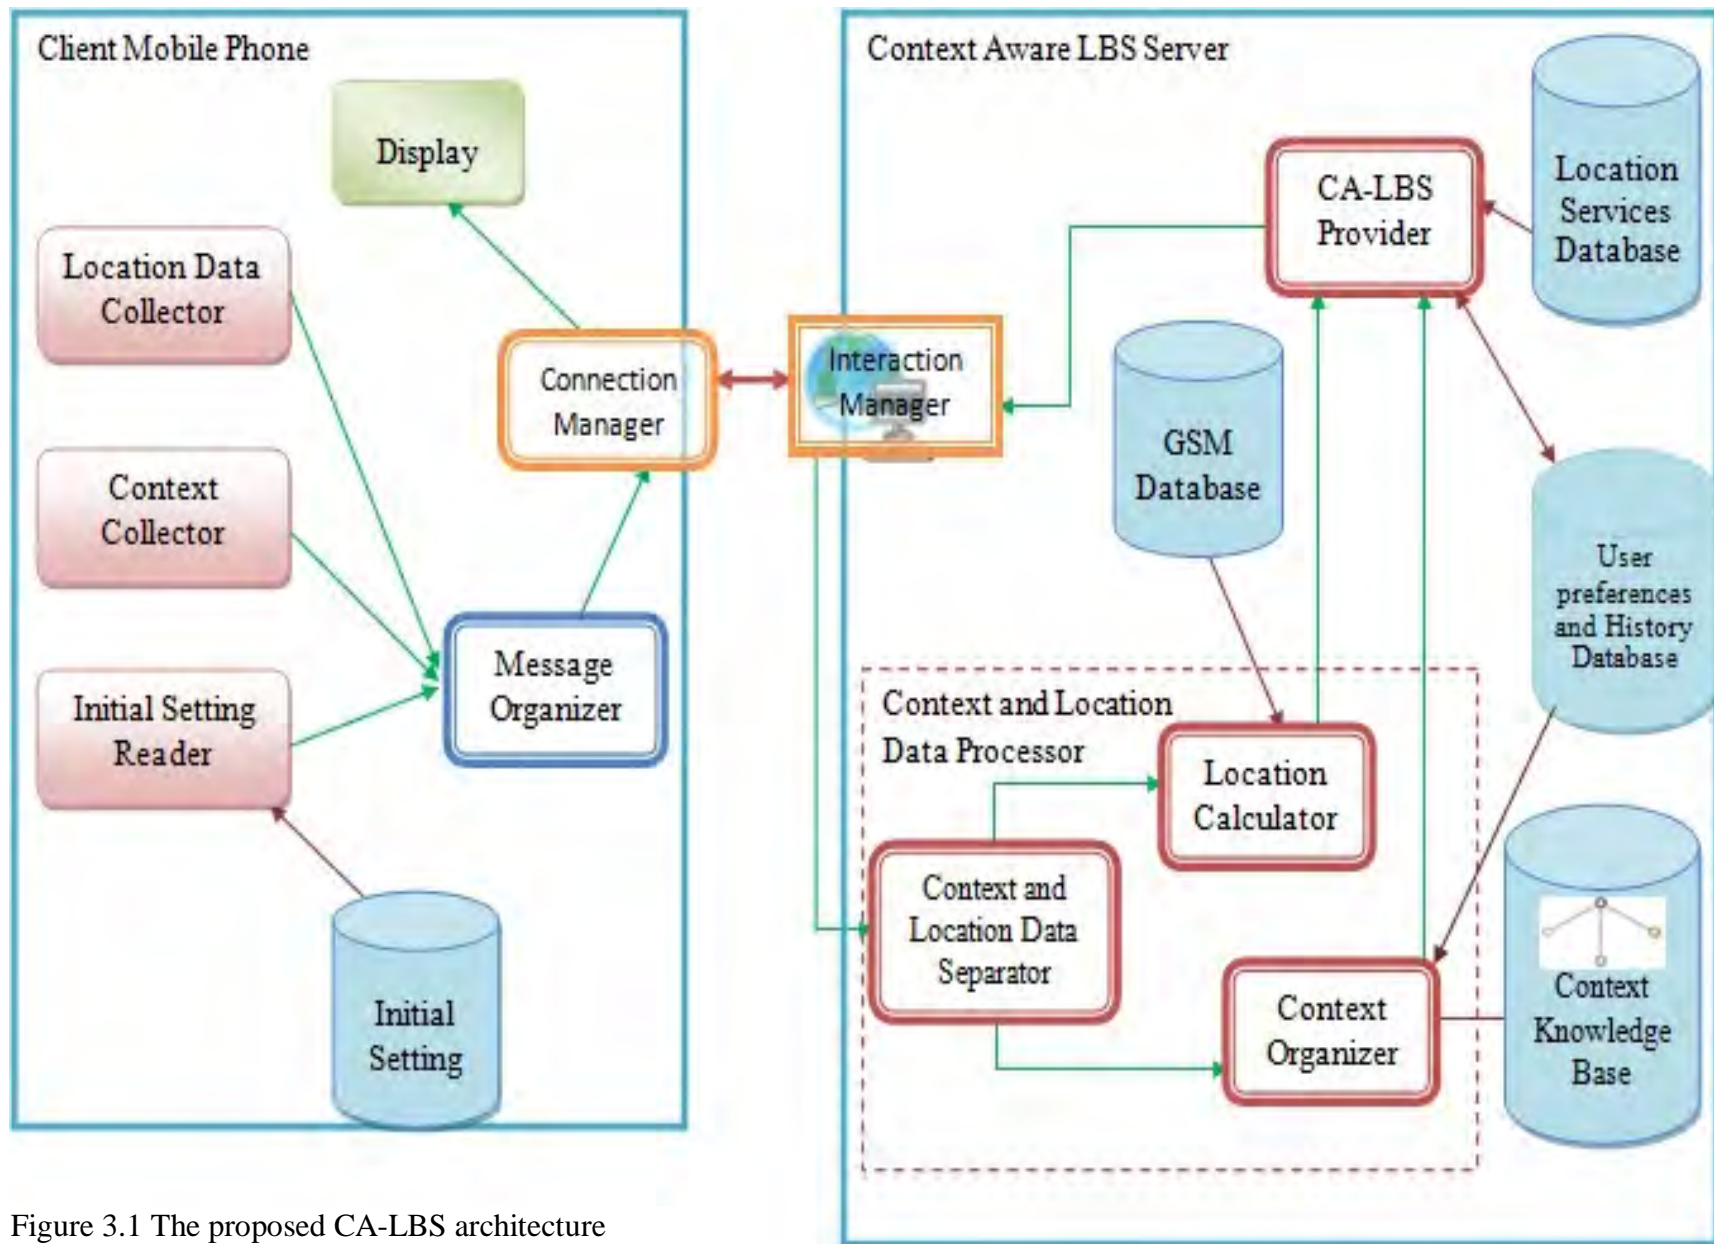 Client Mobile Phone
Display
Location Data
Collector
Context
Collector
Initial Setting
Reader
Initial
Setting
Message
Organizer
Connection
Manager
Interaction
Manager
Context Aware LBS Server
CA-LBS
Provider
Location
Services
Database
GSM
Database
User
preferences
and History
Database
Context and Location
Data Processor
Location
Calculator
Context and
Location Data
Separator
Context
Organizer
Context
Knowledge
Base
Figure 3.1 The proposed CA-LBS architecture